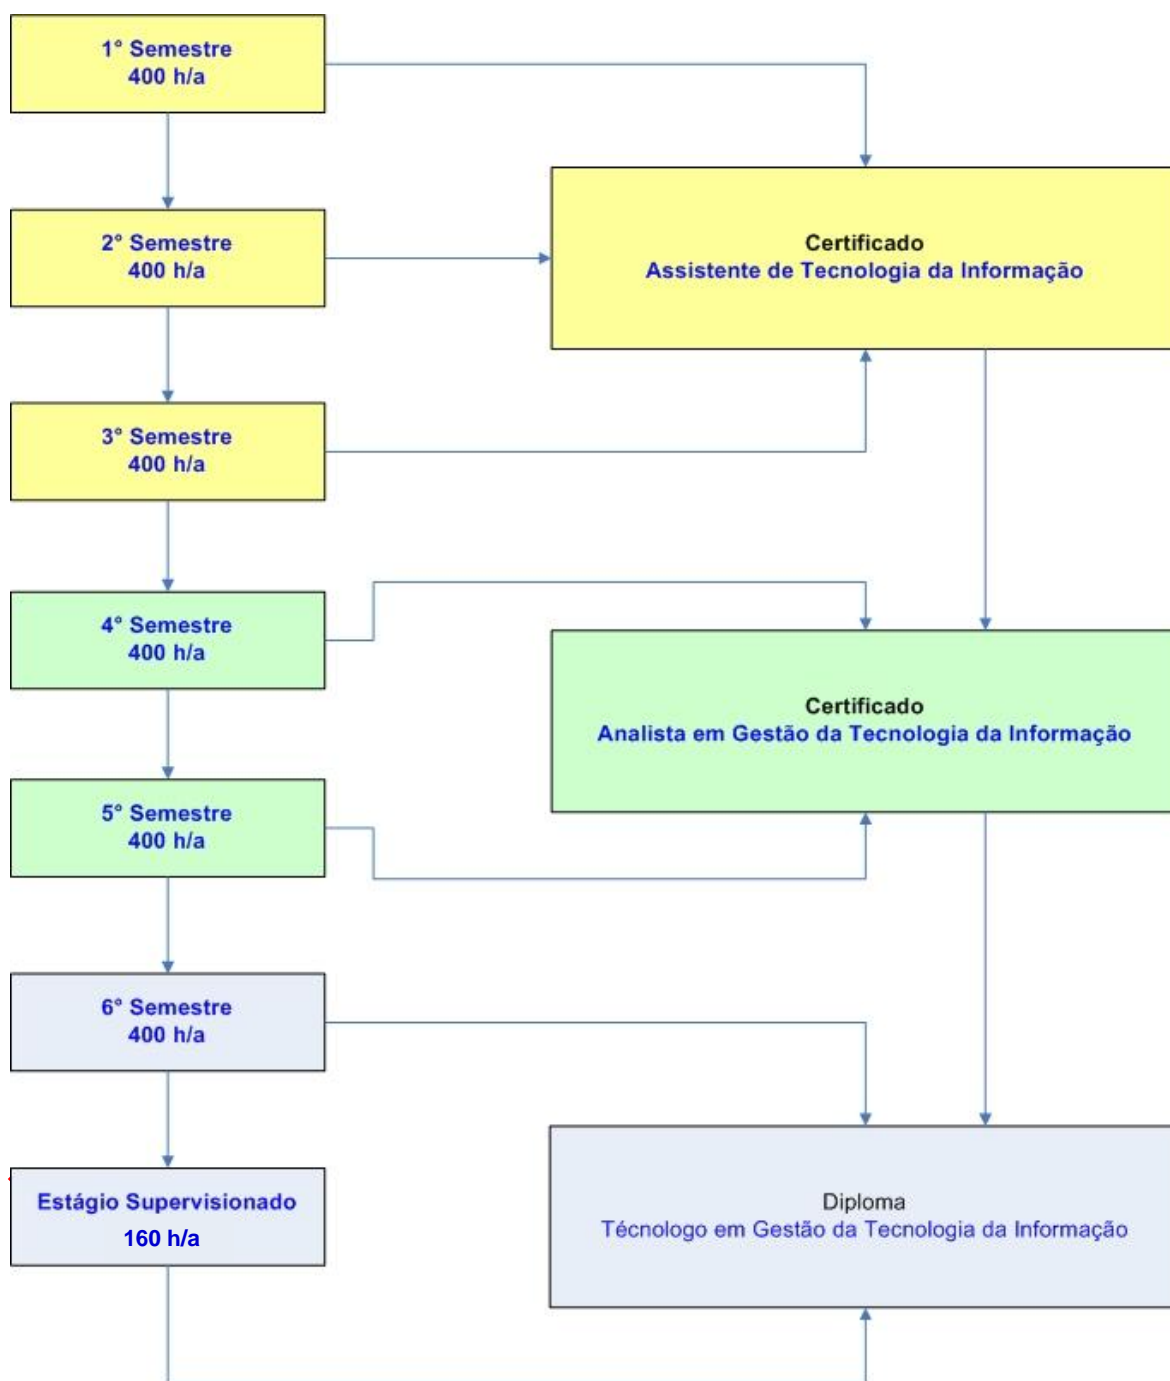 1° Semestre
400 h/a
2° Semestre
400 h/a
Certificado
Assistente de Tecnologia da Informação
3° Semestre
400 h/a
4° Semestre
400 h/a
Certificado
Analista em Gestão da Tecnologia da Informação
5° Semestre
400 h/a
6° Semestre
400 h/a
Estágio Supervisionado
160 h/a
Diploma
Técnologo em Gestão da Tecnologia da Informação